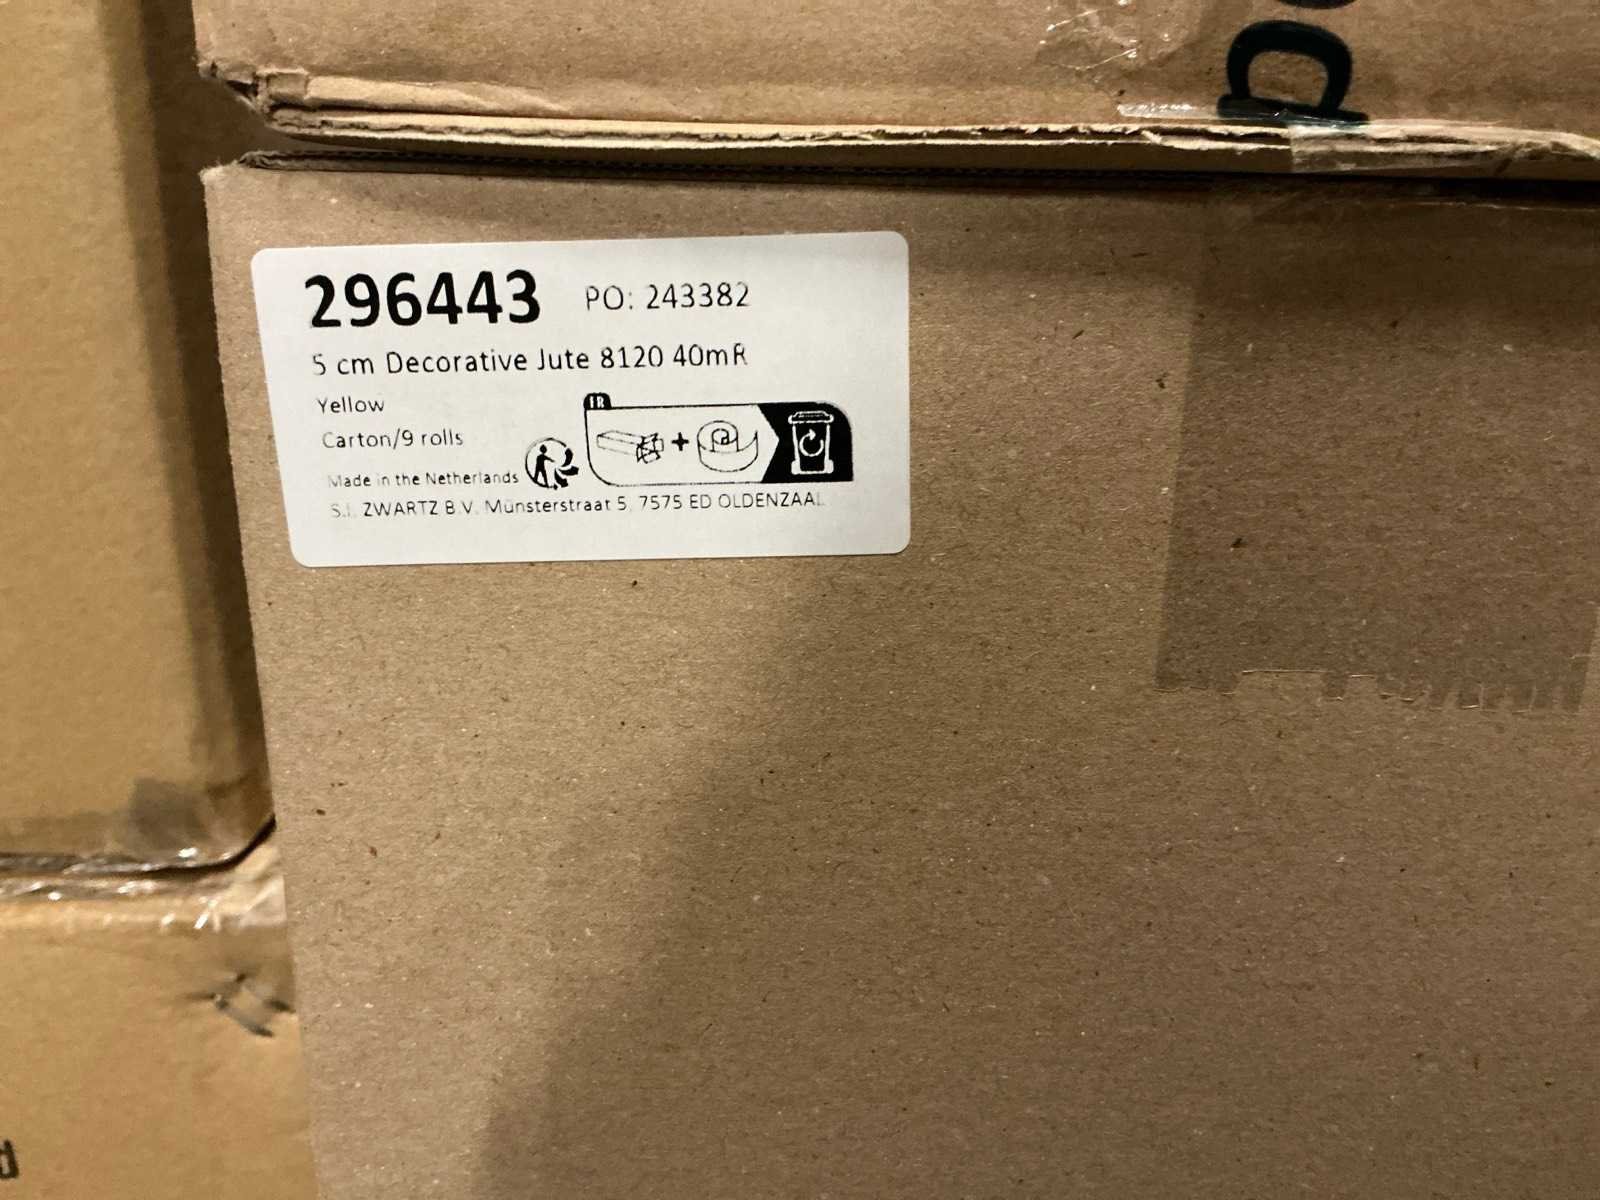 296443 PO: 243382
5 cm Decorative Jute 8120 40mR
Yellow
FR
Carton/9 rolls
Made in the Netherlands
S.I. ZWARTZ B.V. Münsterstraat 5, 7575 ED OLDENZAAL